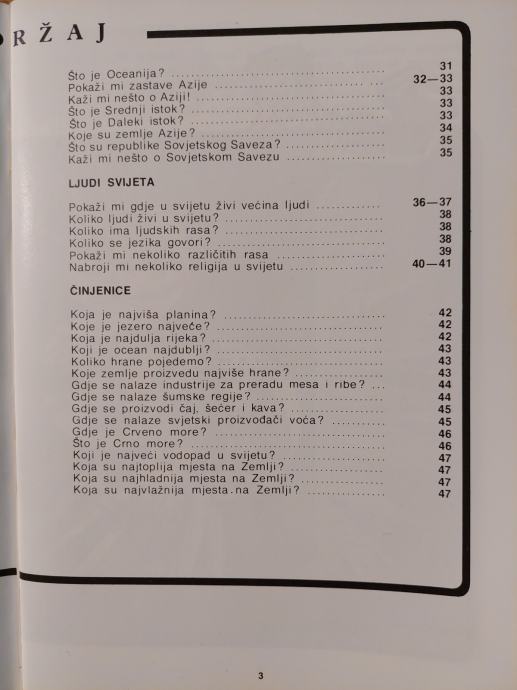 RŽAJ
Što je Oceanija? ........................................ 31
Pokaži mi zastave Azije ............................ ... 32—33
Kaži mi nešto o Aziji! ................................... 33
Što je Srednji istok? ..................................... 33
Što je Daleki istok? ...................................... 33
Koje su zemlje Azije? ................................... 34
Što su republike Sovjetskog Saveza? ................ 35
Kaži mi nešto o Sovjetskom Savezu ................ 35
LJUDI SVIJETA
Pokaži mi gdje u svijetu živi većina ljudi ............ 36—37
Koliko ljudi živi u svijetu? ............................. 38
Koliko ima ljudskih rasa? ............................. 38
Koliko se jezika govori? ............................... 38
Pokaži mi nekoliko različitih rasa .................... 39
Nabroji mi nekoliko religija u svijetu ................ 40—41
ČINJENICE
Koja je najviša planina? .............................. 42
Koje je jezero najveće? ............................... 42
Koja je najdulja rijeka? ................................ 42
Koji je ocean najdublji? ............................... 43
Koliko hrane pojedemo? .............................. 43
Koje zemlje proizvedu najviše hrane? .............. 43
Gdje se nalaze industrije za preradu mesa i ribe? ... 44
Gdje se nalaze šumske regije? ....................... 44
Gdje se proizvodi čaj, šećer i kava? ................ 45
Gdje se nalaze svjetski proizvođači voća? .......... 45
Gdje je Crveno more? ................................. 46
Što je Crno more? ..................................... 46
Koji je najveći vodopad u svijetu? ................... 47
Koja su najtoplija mjesta na Zemlji? ................. 47
Koja su najhladnija mjesta na Zemlji? ............... 47
Koja su najvlažnija mjesta.na Zemlji? ............... 47
3